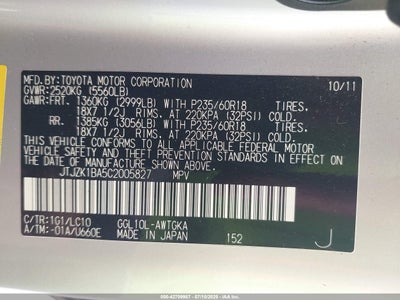 MFD.BY:TOYOTA MOTOR CORPORATION 10/11
GVWR:2520KG (5560LB)
GAWR:FRT. 1360KG (2999LB) WITH P235/60R18 TIRES.
18X7 1/2J RIMS. AT 220KPA (32PSI) COLD.
RR. 1385KG (3056LB) WITH P235/60R18 TIRES.
18X7 1/2J RIMS. AT 220KPA (32PSI) COLD.
THIS VEHICLE CONFORMS TO ALL APPLICABLE FEDERAL MOTOR
VEHICLE SAFETY AND BUMPER STANDARDS IN EFFECT ON THE
DATE OF MANUFACTURE SHOWN ABOVE.
JTJZK1BA5C2005827 MPV
C/TR:1G1/LC10 GGL10L-AWTGKA
A/TM:-01A/U660E MADE IN JAPAN 152 J